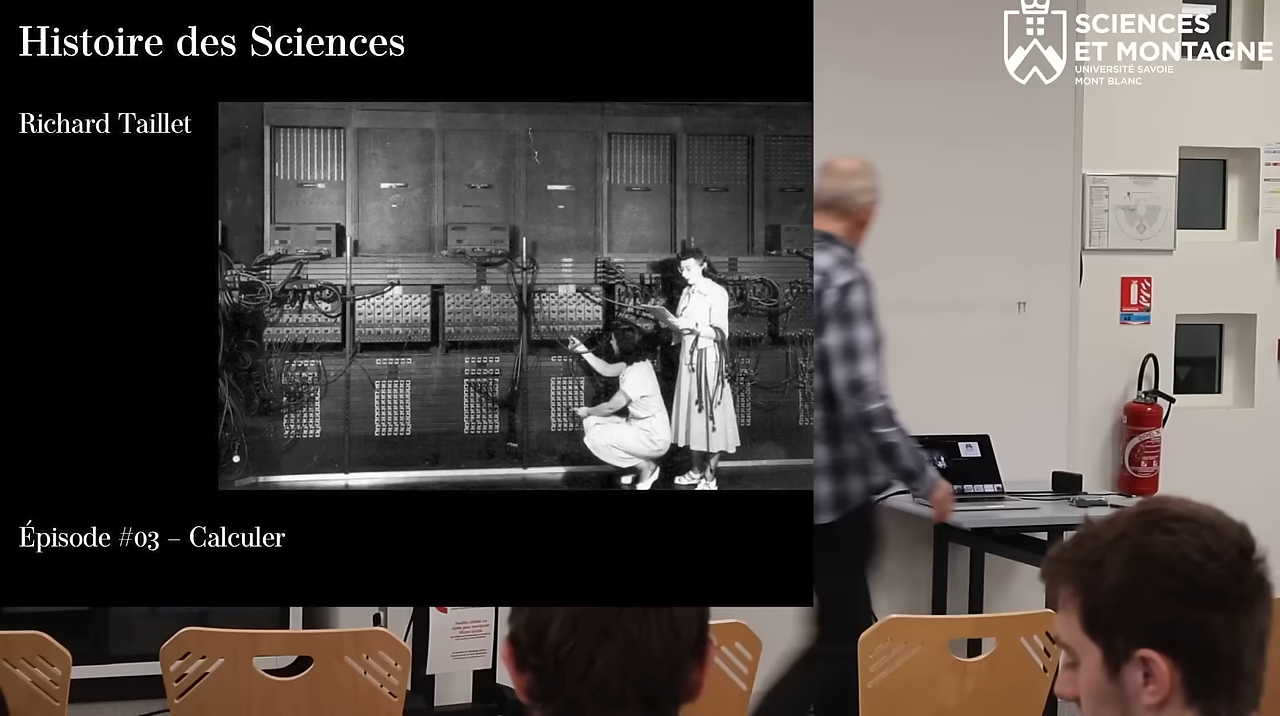 Histoire des Sciences
SCIENCES
ET MONTAGNE
UNIVERSITÉ SAVOIE
MONT BLANC
Richard Taillet
Épisode #03 – Calculer